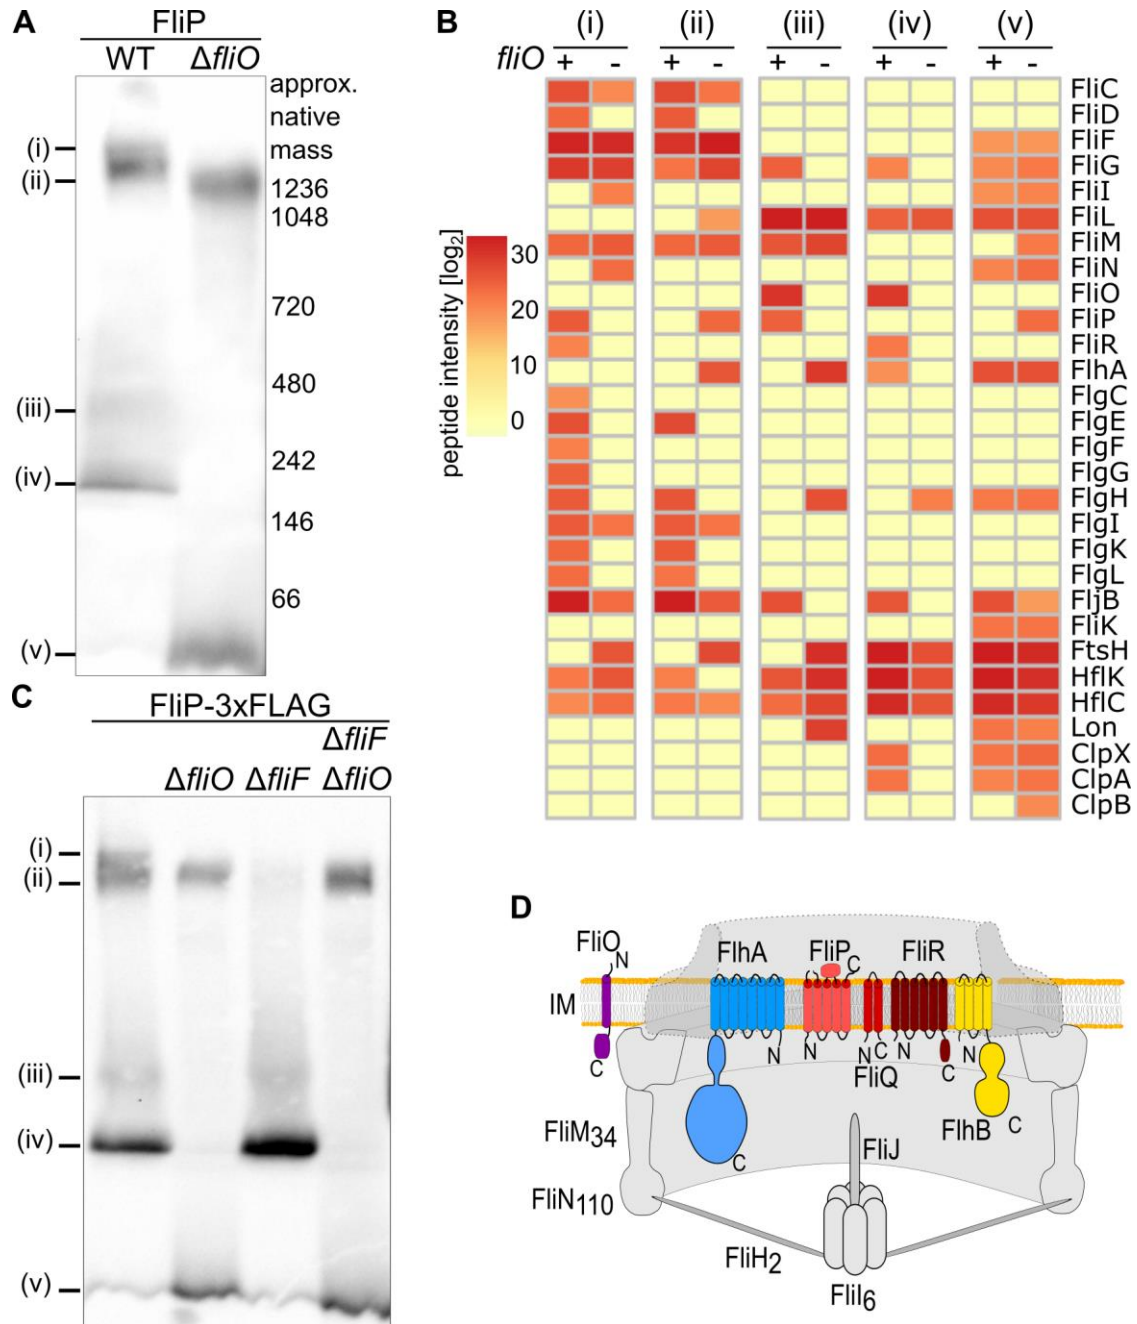 A
FliP
WT ΔfliO
approx.
native
mass
(i)
(ii)
1236
1048
720
480
(iii)
242
(iv)
146
66
(v)
B
(i) (ii) (iii) (iv) (v)
fliO + - + - + - + - + -
FliC
FliD
FliF
FliG
FliI
FliL
FliM
FliN
FliO
FliP
FliR
FlhA
FlgC
FlgE
FlgF
FlgG
FlgH
FlgI
FlgK
FlgL
FljB
FliK
FtsH
HflK
HflC
Lon
ClpX
ClpA
ClpB
peptide intensity [log2]
30
20
10
0
C
FliP-3xFLAG
ΔfliF
ΔfliO ΔfliF ΔfliO
(i)
(ii)
(iii)
(iv)
(v)
D
FliO N FlhA FliP C FliR
IM
C N N N C N C N
FliQ
FliM34 C FliJ FlhB C
FliN110
FliH2
FliI6